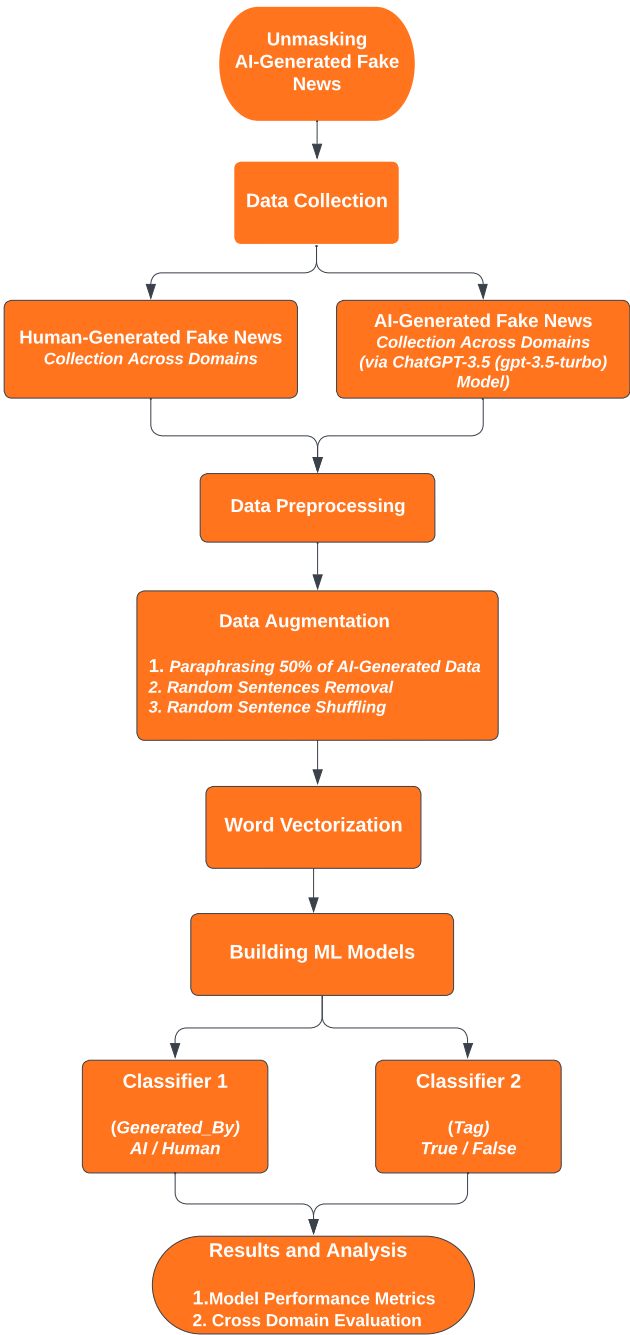 Unmasking
AI-Generated Fake
News
Data Collection
Human-Generated Fake News
Collection Across Domains
AI-Generated Fake News
Collection Across Domains
(via ChatGPT-3.5 (gpt-3.5-turbo)
Model)
Data Preprocessing
Data Augmentation
1. Paraphrasing 50% of AI-Generated Data
2. Random Sentences Removal
3. Random Sentence Shuffling
Word Vectorization
Building ML Models
Classifier 1
(Generated_By)
AI / Human
Classifier 2
(Tag)
True / False
Results and Analysis
1.Model Performance Metrics
2. Cross Domain Evaluation